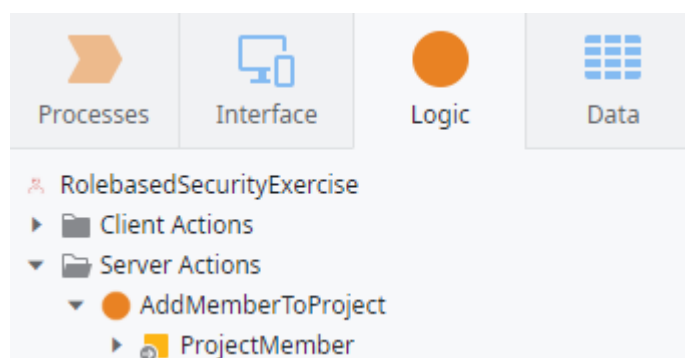 Processes Interface Logic Data
RolebasedSecurityExercise
Client Actions
Server Actions
AddMemberToProject
ProjectMember